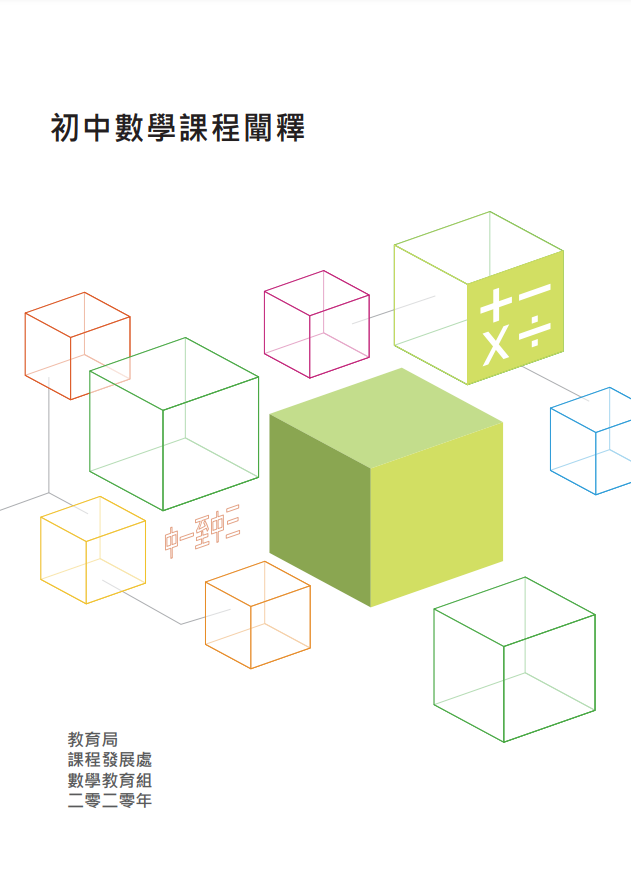 初中數學課程闡釋
+ −
× ÷
中一至中三
教育局
課程發展處
數學教育組
二零二零年